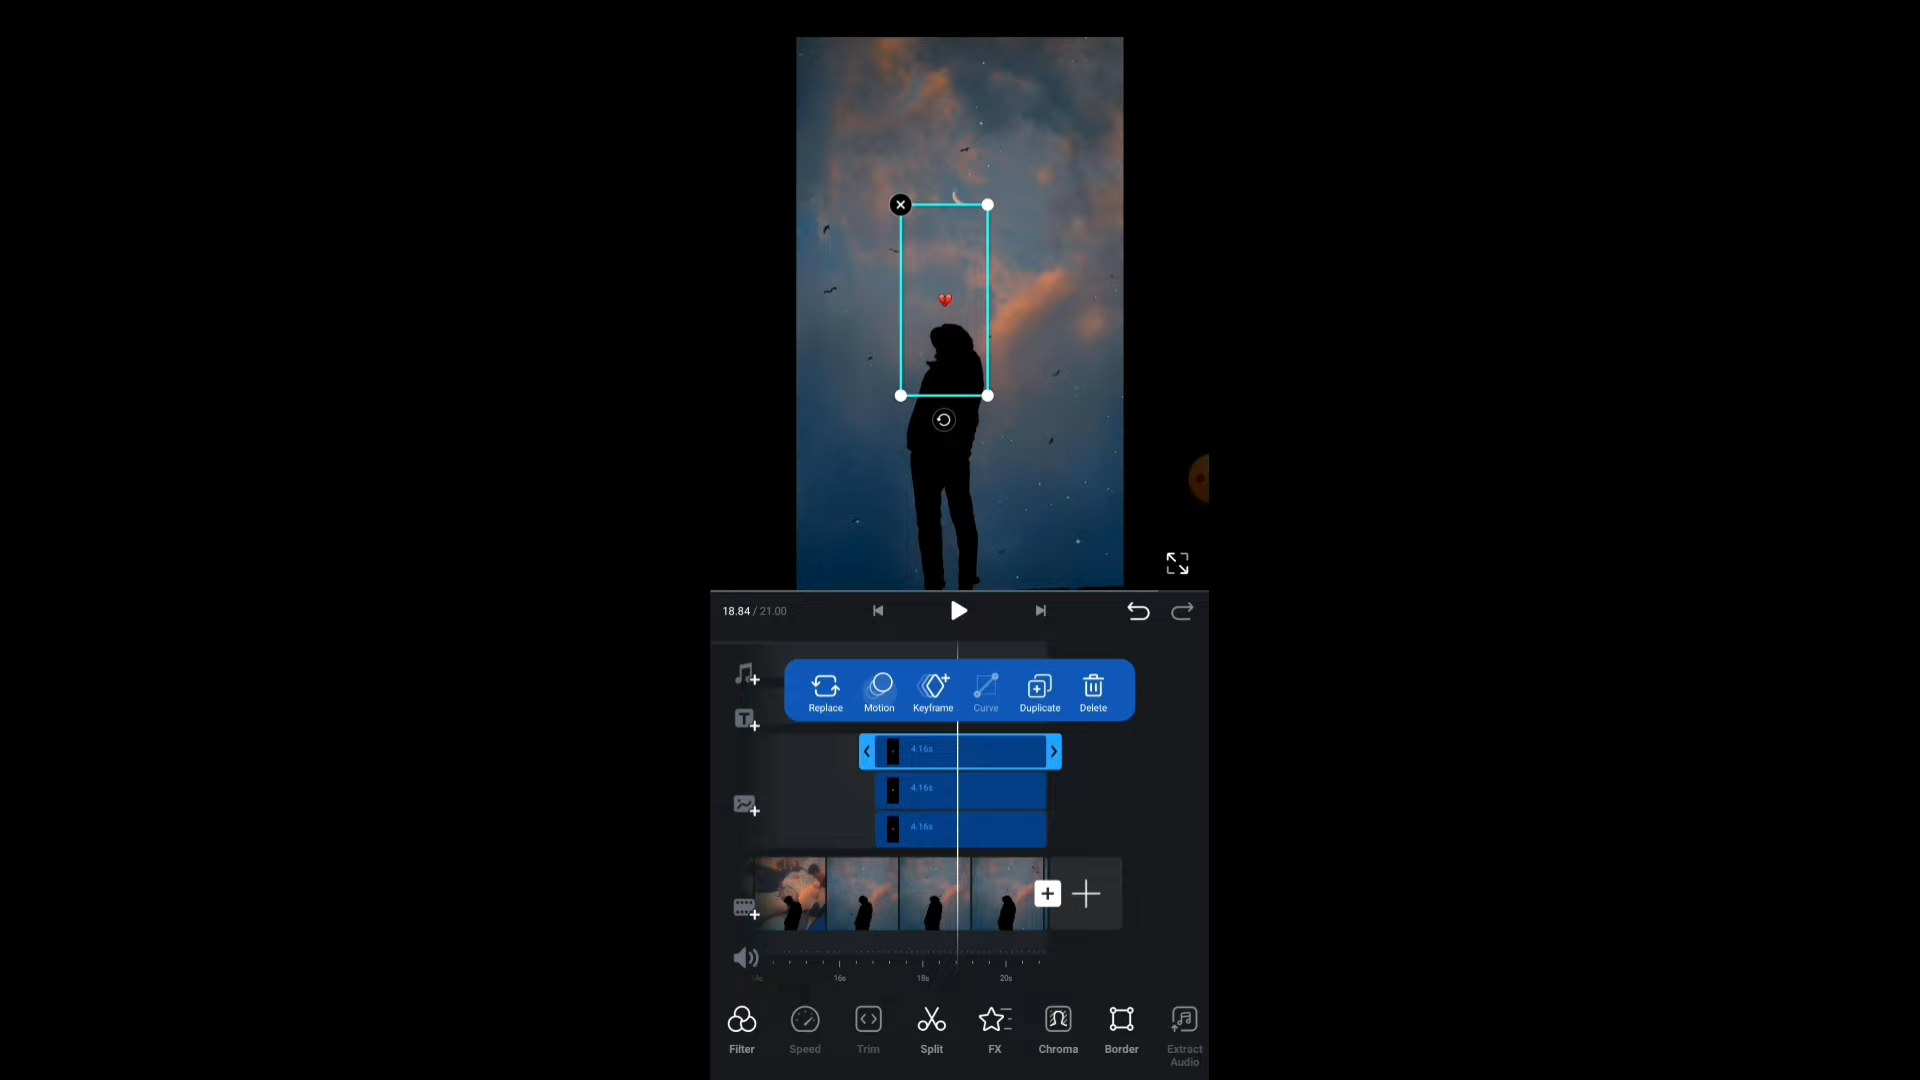 18.84 / 21.00
Replace
Motion
Keyframe
Curve
Duplicate
Delete
4.16s
4.16s
4.16s
16s
18s
20s
Filter
Speed
Trim
Split
FX
Chroma
Border
Extract
Audio